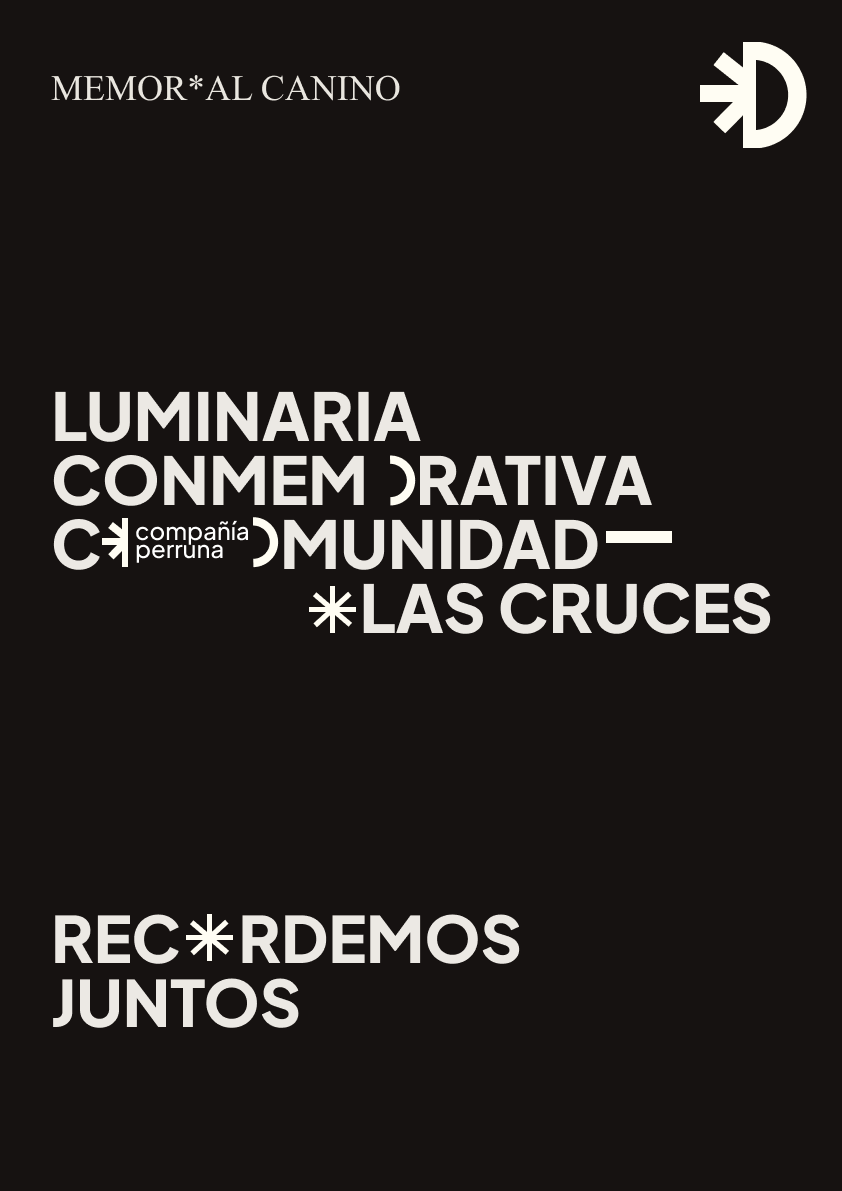 MEMOR*AL CANINO
LUMINARIA
CONMEM RATIVA
C compañía perruna MUNIDAD—
*LAS CRUCES
REC*RDEMOS
JUNTOS